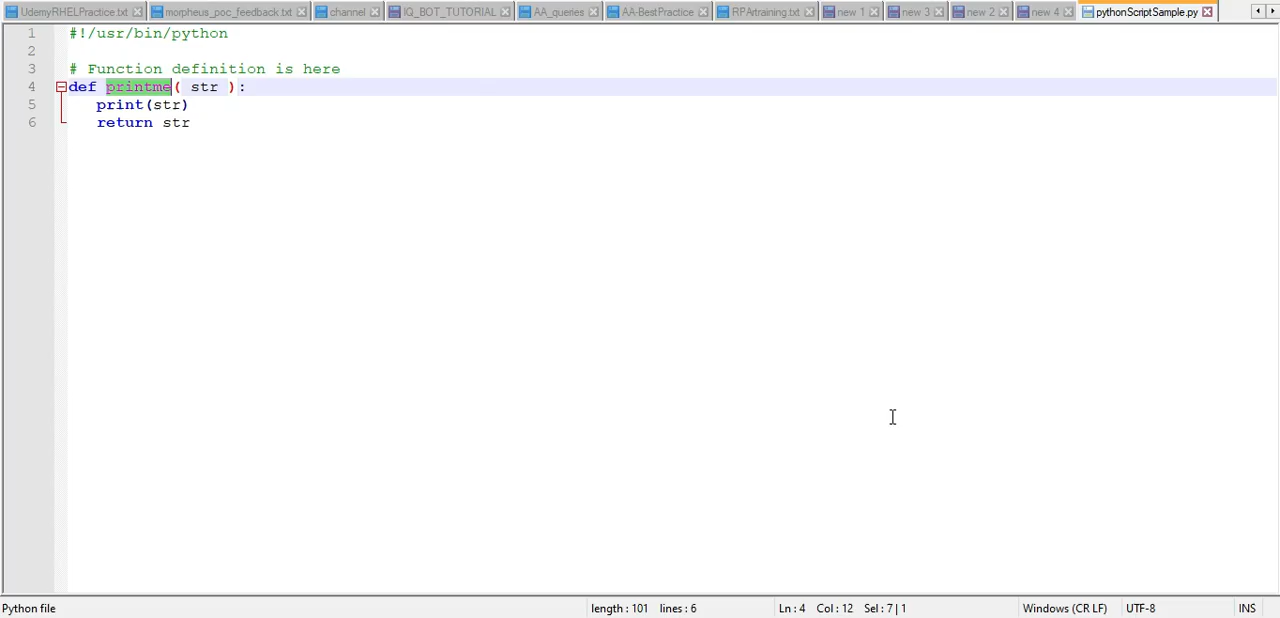 UdemyRHELPractice.txt morpheus_poc_feedback.txt channel IQ_BOT_TUTORIAL AA_queries AA-BestPractice RPArtraining.txt new 1 new 3 new 2 new 4 pythonScriptSample.py
1 #!/usr/bin/python
2
3 # Function definition is here
4 def printme( str ):
5 print(str)
6 return str
Python file length : 101 lines : 6 Ln : 4 Col : 12 Sel : 7 | 1 Windows (CR LF) UTF-8 INS